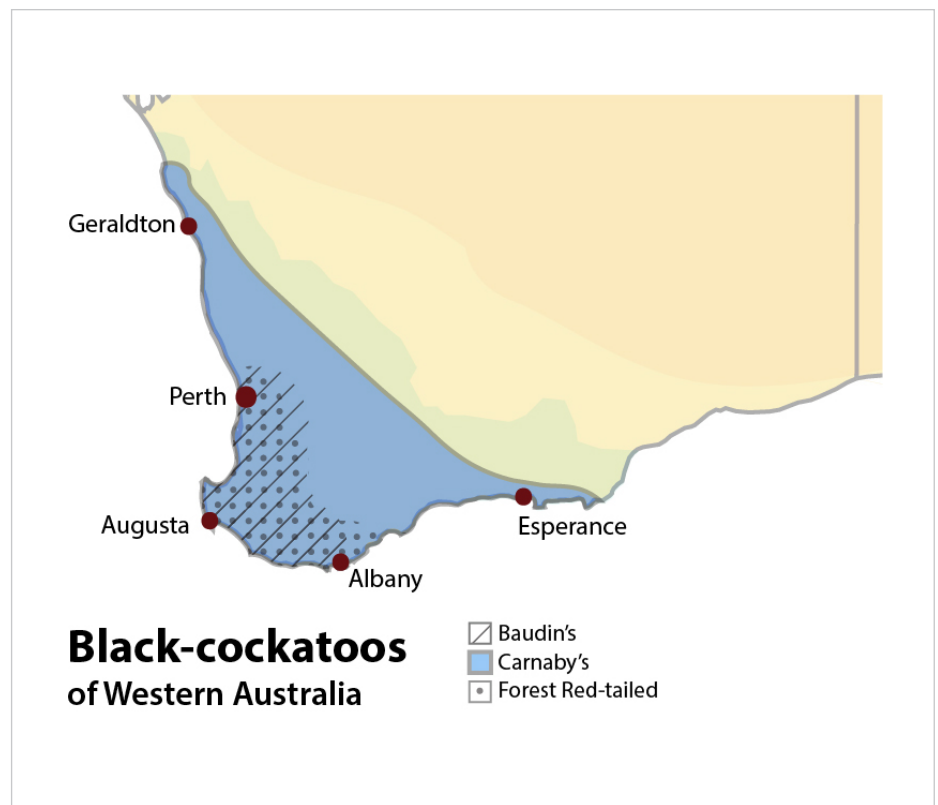 Geraldton
Perth
Augusta
Esperance
Albany
Black-cockatoos
of Western Australia
Baudin's
Carnaby's
Forest Red-tailed